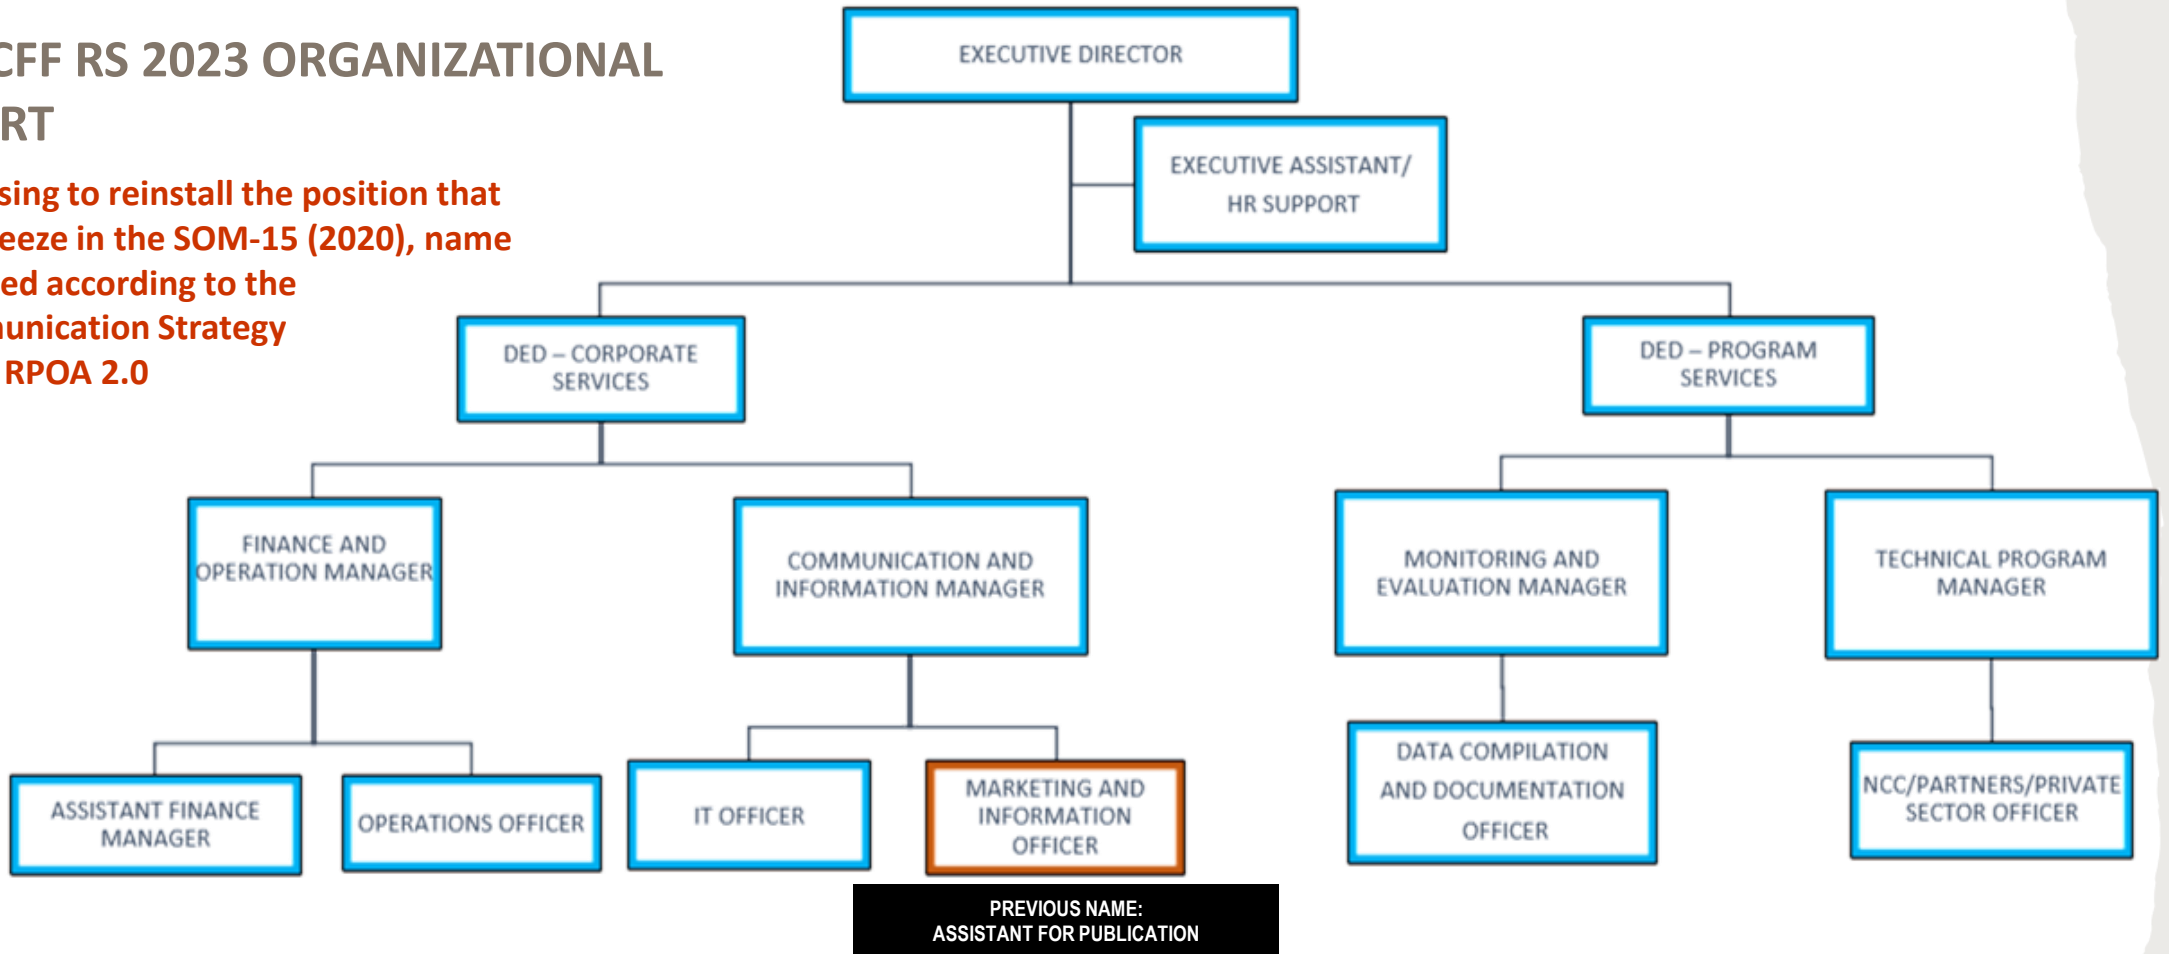 CFF RS 2023 ORGANIZATIONAL
RT
sing to reinstall the position that
eeze in the SOM-15 (2020), name
ed according to the
unication Strategy
RPOA 2.0
EXECUTIVE DIRECTOR
EXECUTIVE ASSISTANT/
HR SUPPORT
DED – CORPORATE
SERVICES
DED – PROGRAM
SERVICES
FINANCE AND
OPERATION MANAGER
COMMUNICATION AND
INFORMATION MANAGER
MONITORING AND
EVALUATION MANAGER
TECHNICAL PROGRAM
MANAGER
ASSISTANT FINANCE
MANAGER
OPERATIONS OFFICER
IT OFFICER
MARKETING AND
INFORMATION
OFFICER
DATA COMPILATION
AND DOCUMENTATION
OFFICER
NCC/PARTNERS/PRIVATE
SECTOR OFFICER
PREVIOUS NAME:
ASSISTANT FOR PUBLICATION